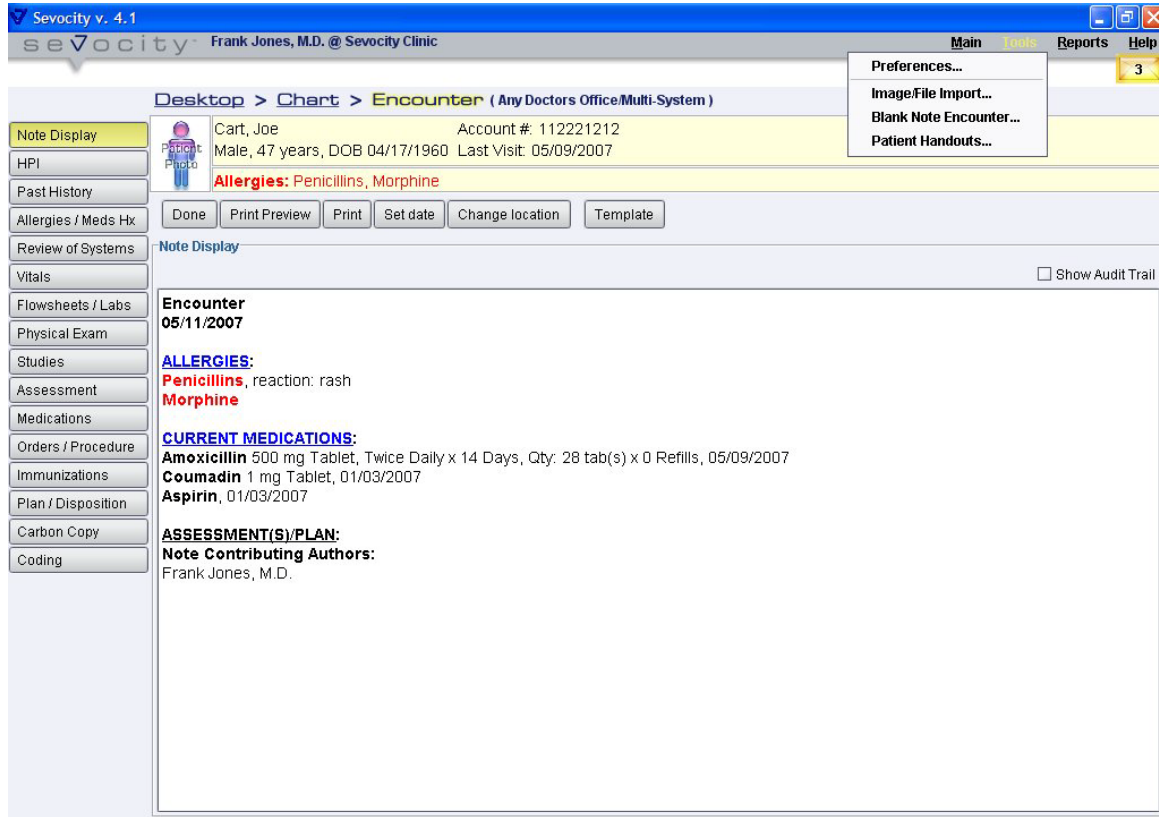 Sevocity v. 4.1
sevocity Frank Jones, M.D. @ Sevocity Clinic Main Tools Reports Help
3
Preferences...
Image/File Import...
Blank Note Encounter...
Patient Handouts...
Desktop > Chart > Encounter ( Any Doctors Office/Multi-System )
Patient Photo
Cart, Joe Account #: 112221212
Male, 47 years, DOB 04/17/1960 Last Visit: 05/09/2007
Allergies: Penicillins, Morphine
Done Print Preview Print Set date Change location Template
Note Display
HPI
Past History
Allergies / Meds Hx
Review of Systems
Vitals
Flowsheets / Labs
Physical Exam
Studies
Assessment
Medications
Orders / Procedure
Immunizations
Plan / Disposition
Carbon Copy
Coding
Note Display
Show Audit Trail
Encounter
05/11/2007
ALLERGIES:
Penicillins, reaction: rash
Morphine
CURRENT MEDICATIONS:
Amoxicillin 500 mg Tablet, Twice Daily x 14 Days, Qty: 28 tab(s) x 0 Refills, 05/09/2007
Coumadin 1 mg Tablet, 01/03/2007
Aspirin, 01/03/2007
ASSESSMENT(S)/PLAN:
Note Contributing Authors:
Frank Jones, M.D.